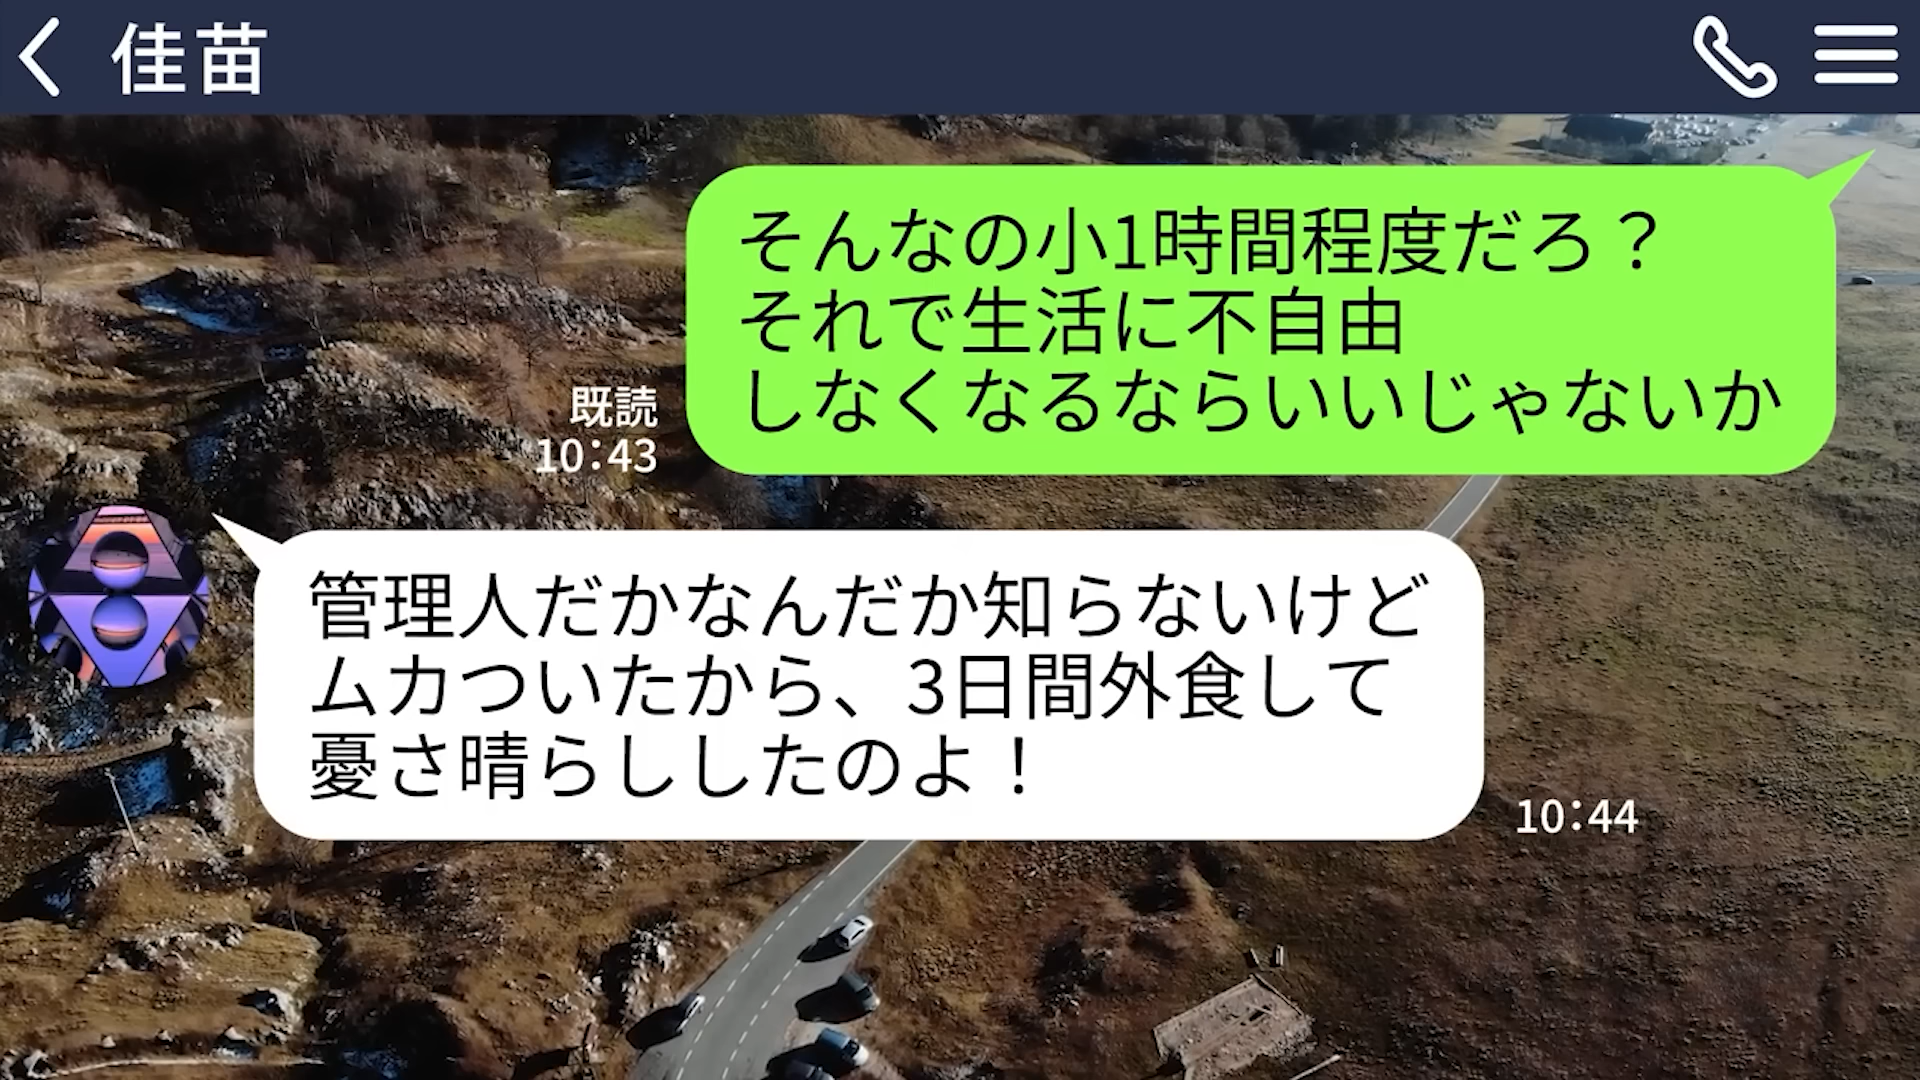 佳苗
そんなの小1時間程度だろ？
それで生活に不自由
しなくなるならいいじゃないか
既読
10:43
管理人だかなんだか知らないけど
ムカついたから、3日間外食して
憂さ晴らししたのよ！
10:44